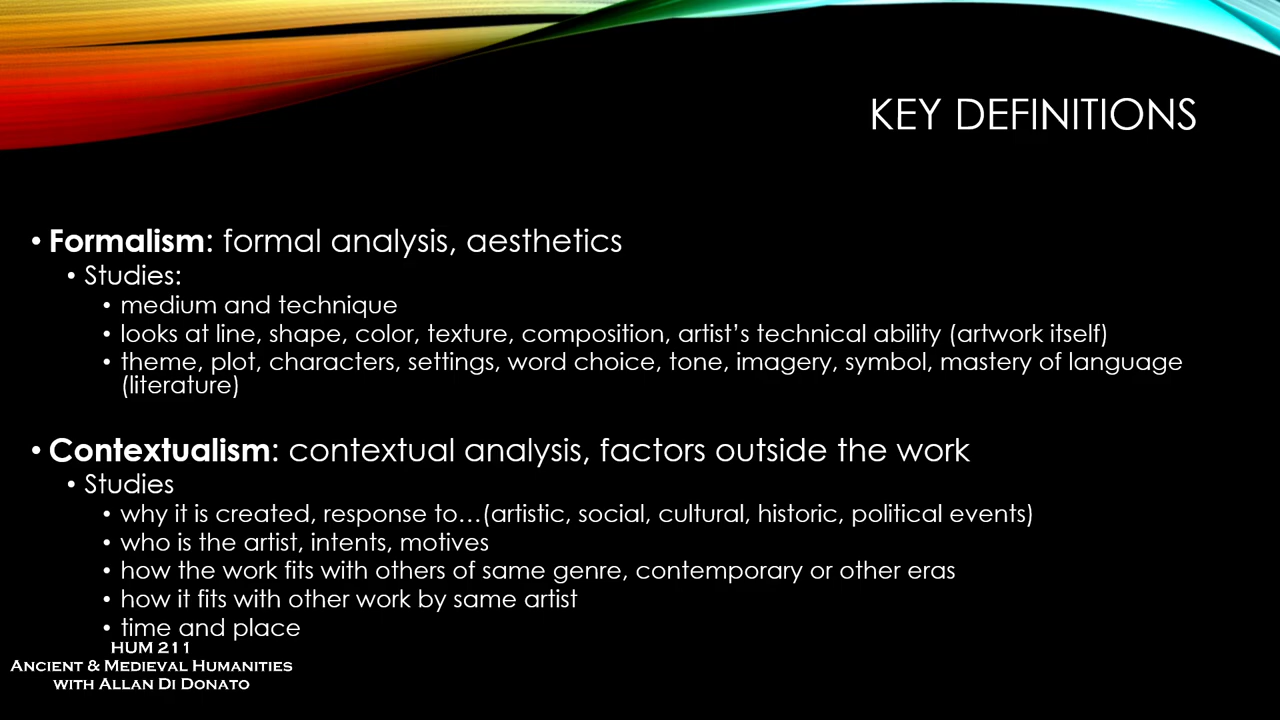 KEY DEFINITIONS
• Formalism: formal analysis, aesthetics
• Studies:
• medium and technique
• looks at line, shape, color, texture, composition, artist’s technical ability (artwork itself)
• theme, plot, characters, settings, word choice, tone, imagery, symbol, mastery of language
(literature)
• Contextualism: contextual analysis, factors outside the work
• Studies
• why it is created, response to…(artistic, social, cultural, historic, political events)
• who is the artist, intents, motives
• how the work fits with others of same genre, contemporary or other eras
• how it fits with other work by same artist
• time and place
HUM 211
Ancient & Medieval Humanities
with Allan Di Donato